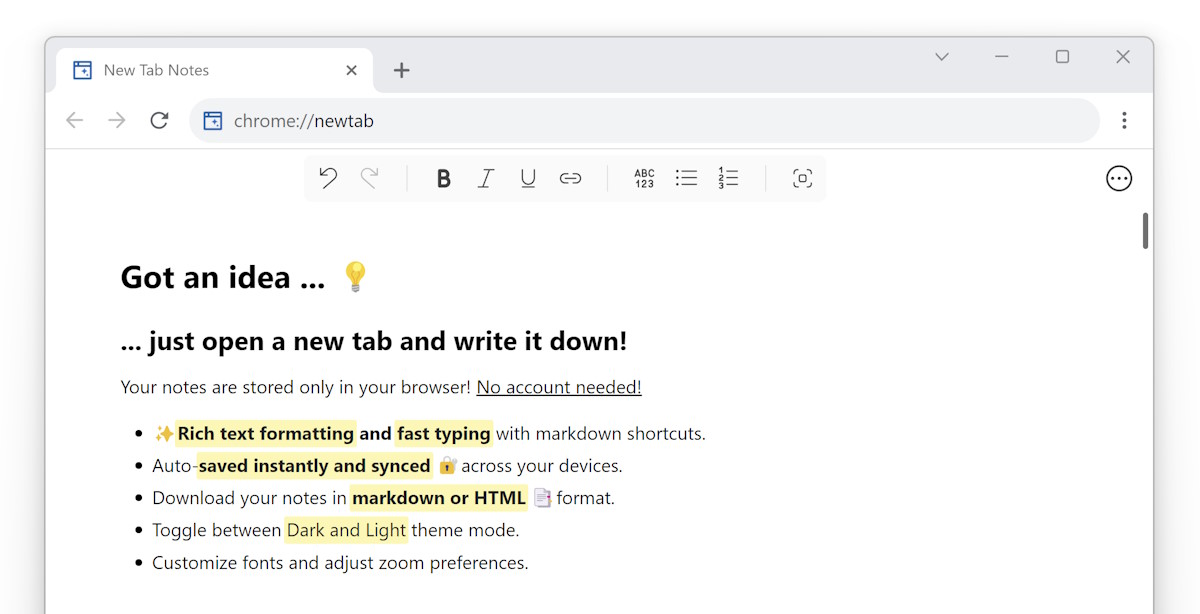 New Tab Notes
chrome://newtab
B I U ABC 123 1 2 3
Got an idea ... 💡
... just open a new tab and write it down!
Your notes are stored only in your browser! No account needed!
• ✨Rich text formatting and fast typing with markdown shortcuts.
• Auto-saved instantly and synced 🔐 across your devices.
• Download your notes in markdown or HTML 📑 format.
• Toggle between Dark and Light theme mode.
• Customize fonts and adjust zoom preferences.